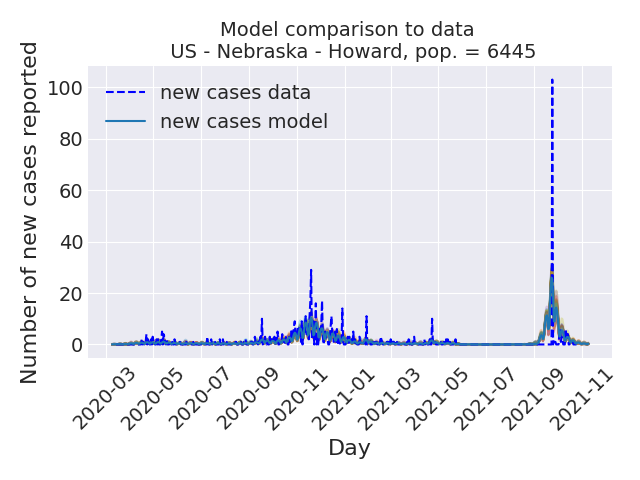 Model comparison to data
US - Nebraska - Howard, pop. = 6445
Number of new cases reported
100
80
60
40
20
0
new cases data
new cases model
2020-03
2020-05
2020-07
2020-09
2020-11
2021-01
2021-03
2021-05
2021-07
2021-09
2021-11
Day